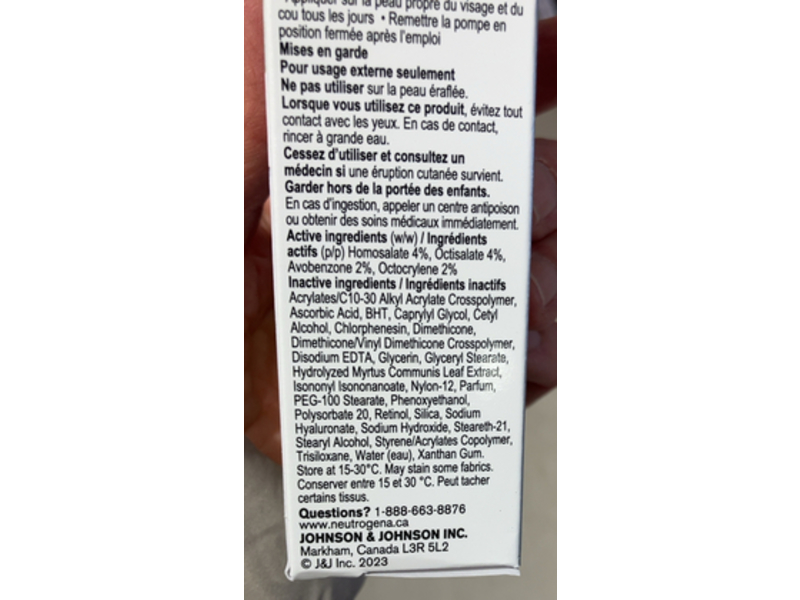 Appliquer sur la peau propre du visage et du
cou tous les jours • Remettre la pompe en
position fermée après l'emploi
Mises en garde
Pour usage externe seulement
Ne pas utiliser sur la peau éraflée.
Lorsque vous utilisez ce produit, évitez tout
contact avec les yeux. En cas de contact,
rincer à grande eau.
Cessez d'utiliser et consultez un
médecin si une éruption cutanée survient.
Garder hors de la portée des enfants.
En cas d'ingestion, appeler un centre antipoison
ou obtenir des soins médicaux immédiatement.
Active ingredients (w/w) / Ingrédients
actifs (p/p) Homosalate 4%, Octisalate 4%,
Avobenzone 2%, Octocrylene 2%
Inactive ingredients / Ingrédients inactifs
Acrylates/C10-30 Alkyl Acrylate Crosspolymer,
Ascorbic Acid, BHT, Caprylyl Glycol, Cetyl
Alcohol, Chlorphenesin, Dimethicone,
Dimethicone/Vinyl Dimethicone Crosspolymer,
Disodium EDTA, Glycerin, Glyceryl Stearate,
Hydrolyzed Myrtus Communis Leaf Extract,
Isononyl Isononanoate, Nylon-12, Parfum,
PEG-100 Stearate, Phenoxyethanol,
Polysorbate 20, Retinol, Silica, Sodium
Hyaluronate, Sodium Hydroxide, Steareth-21,
Stearyl Alcohol, Styrene/Acrylates Copolymer,
Trisiloxane, Water (eau), Xanthan Gum.
Store at 15-30°C. May stain some fabrics.
Conserver entre 15 et 30 °C. Peut tacher
certains tissus.
Questions? 1-888-663-8876
www.neutrogena.ca
JOHNSON & JOHNSON INC.
Markham, Canada L3R 5L2
© J&J Inc. 2023